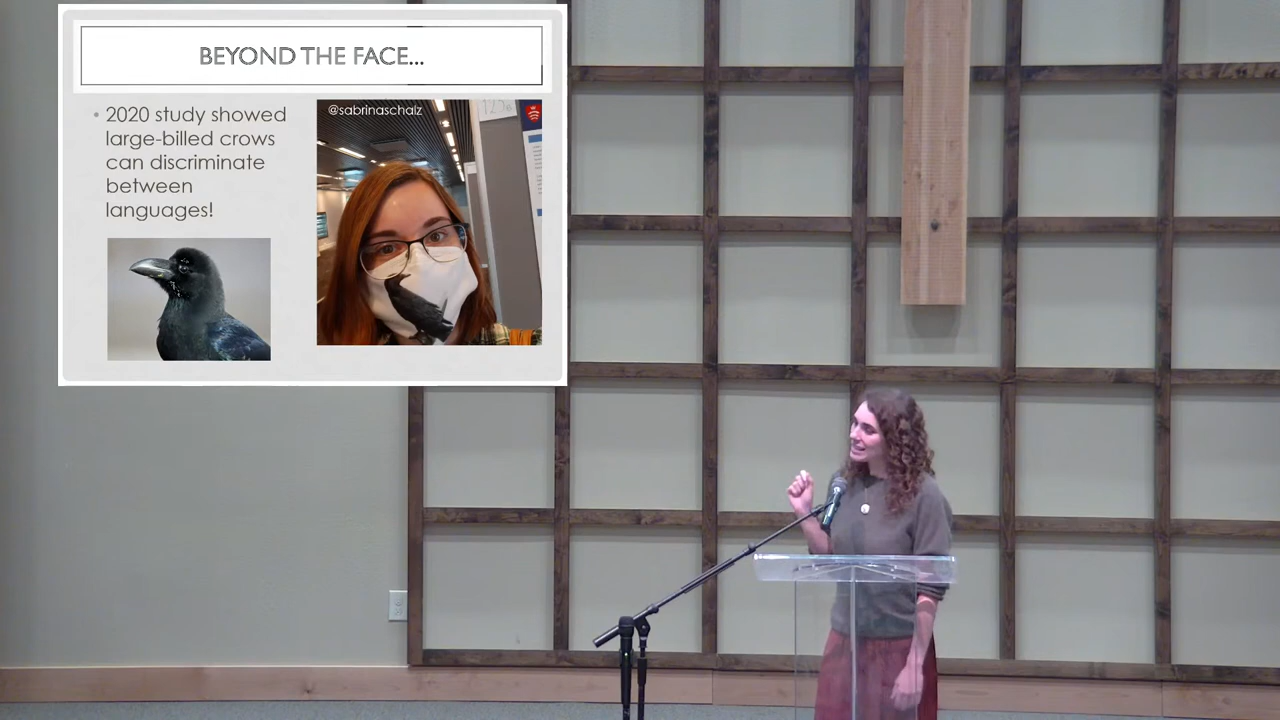 BEYOND THE FACE...
• 2020 study showed
large-billed crows
can discriminate
between
languages!
@sabrinaschalz